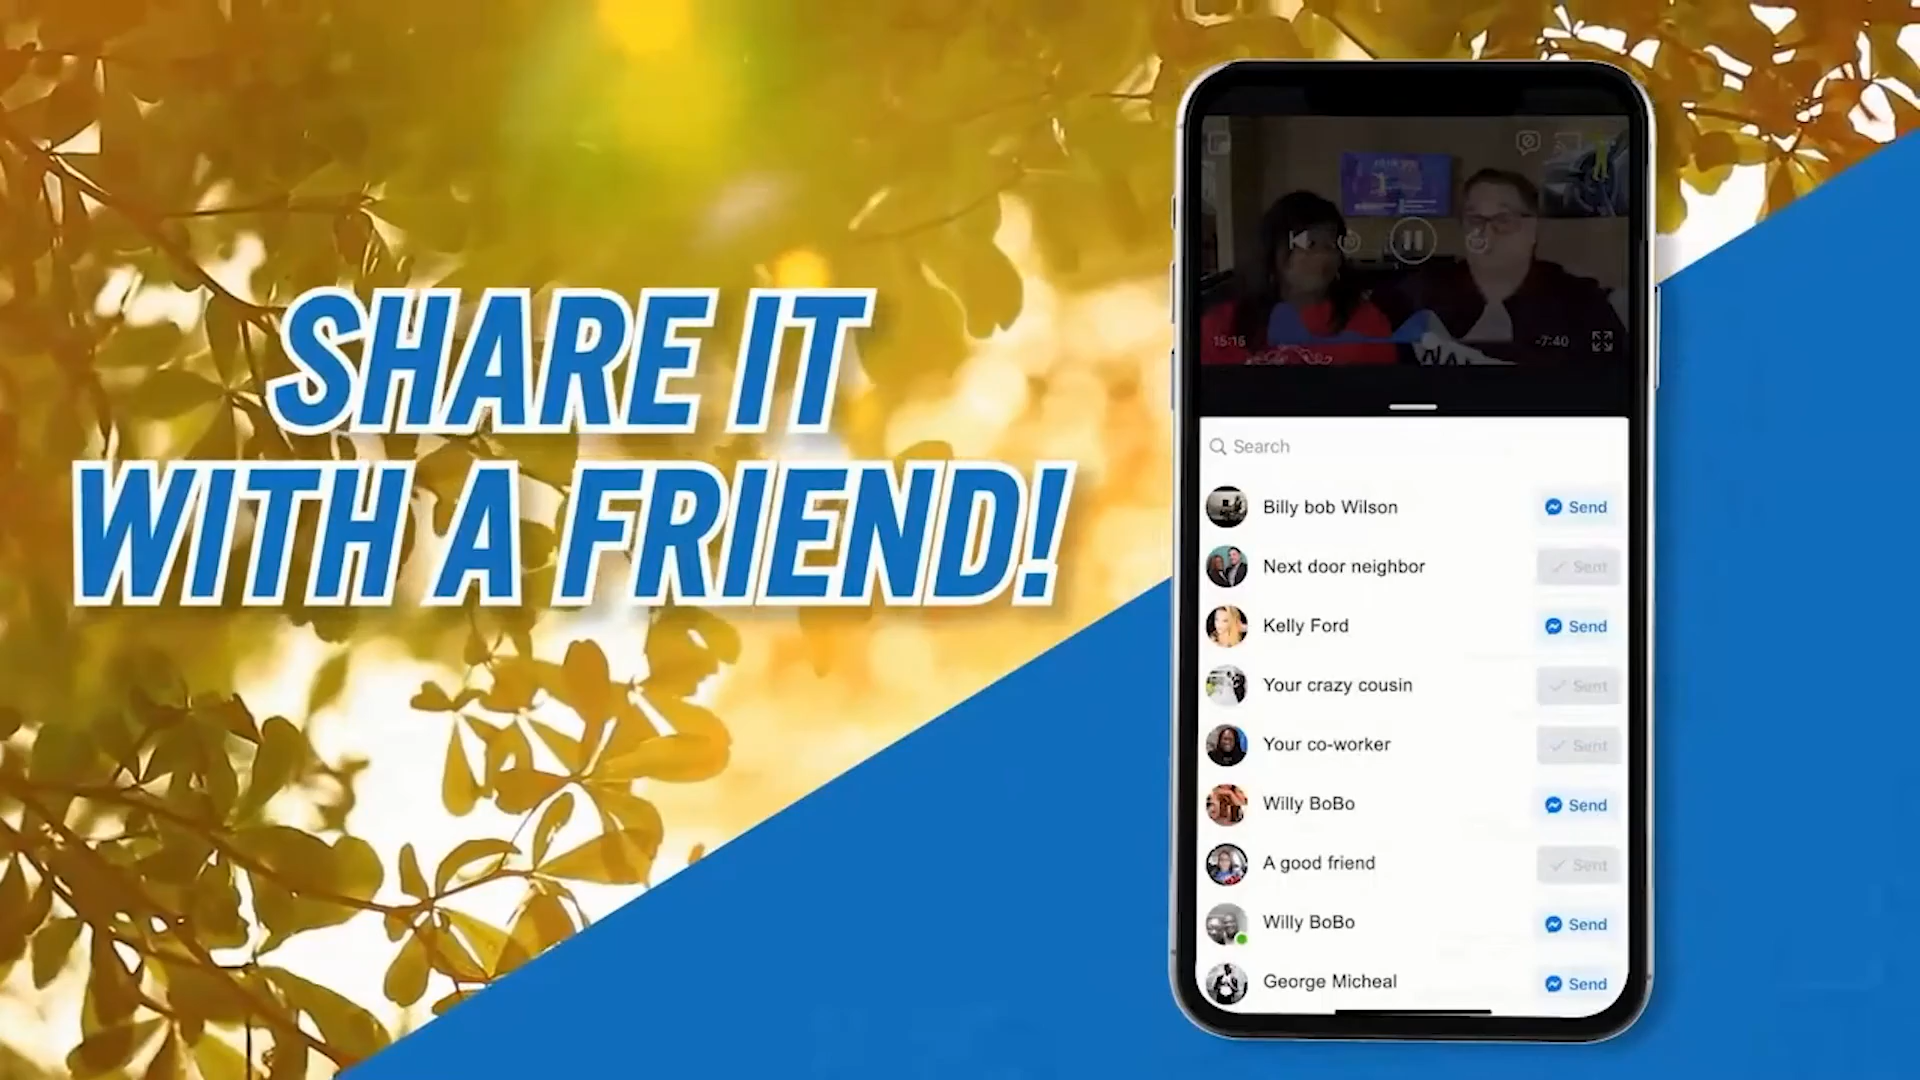 SHARE IT
WITH A FRIEND!
15:15
-7:40
Search
Billy bob Wilson Send
Next door neighbor Sent
Kelly Ford Send
Your crazy cousin Sent
Your co-worker Sent
Willy BoBo Send
A good friend Sent
Willy BoBo Send
George Micheal Send